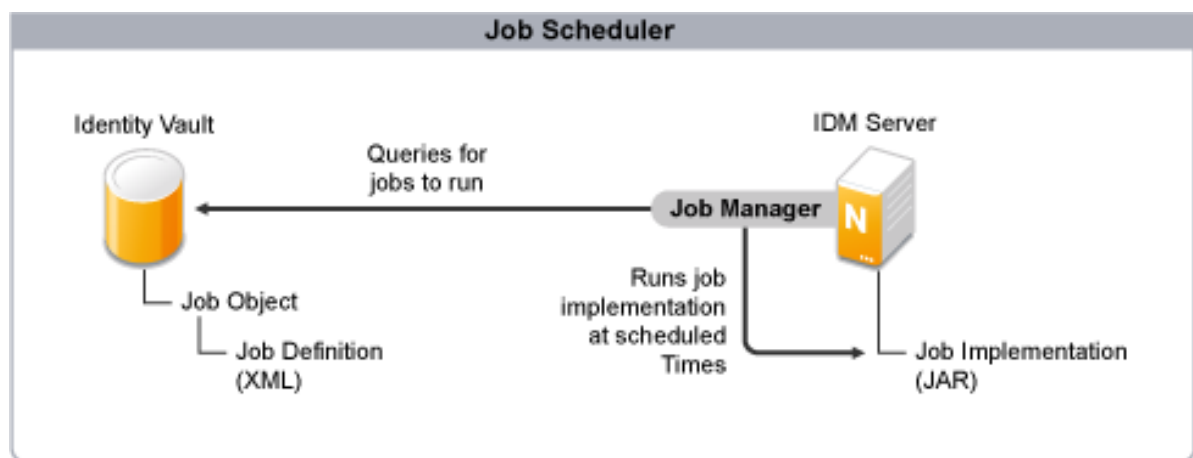 Job Scheduler
Identity Vault
IDM Server
Queries for
jobs to run
Job Manager
N
Runs job
implementation
at scheduled
Times
Job Object
Job Definition
(XML)
Job Implementation
(JAR)